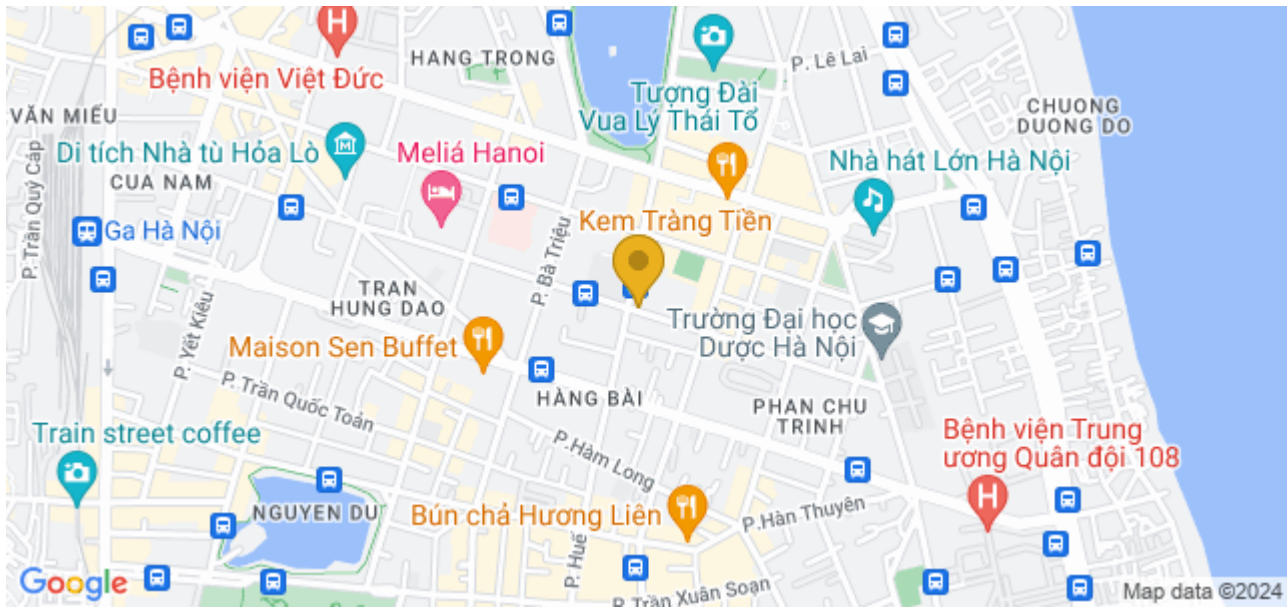 HANG TRONG
P. Lê Lai
Bệnh viện Việt Đức
Tượng Đài
Vua Lý Thái Tổ
CHUONG
DUONG DO
VĂN MIẾU
Di tích Nhà tù Hỏa Lò
Meliá Hanoi
Nhà hát Lớn Hà Nội
P. Trần Quý Cáp
CUA NAM
Kem Tràng Tiền
Ga Hà Nội
P. Bà Triệu
TRAN
HUNG DAO
P. Yết Kiêu
Maison Sen Buffet
Trường Đại học
Dược Hà Nội
P. Trần Quốc Toản
HÀNG BÀI
PHAN CHU
TRINH
Train street coffee
P.Hàm Long
Bệnh viện Trung
ương Quân đội 108
NGUYEN DU
Bún chả Hương Liên
P.Hàn Thuyên
P. Huế
Google
P. Trần Xuân Soạn
Map data ©2024
H
H
M